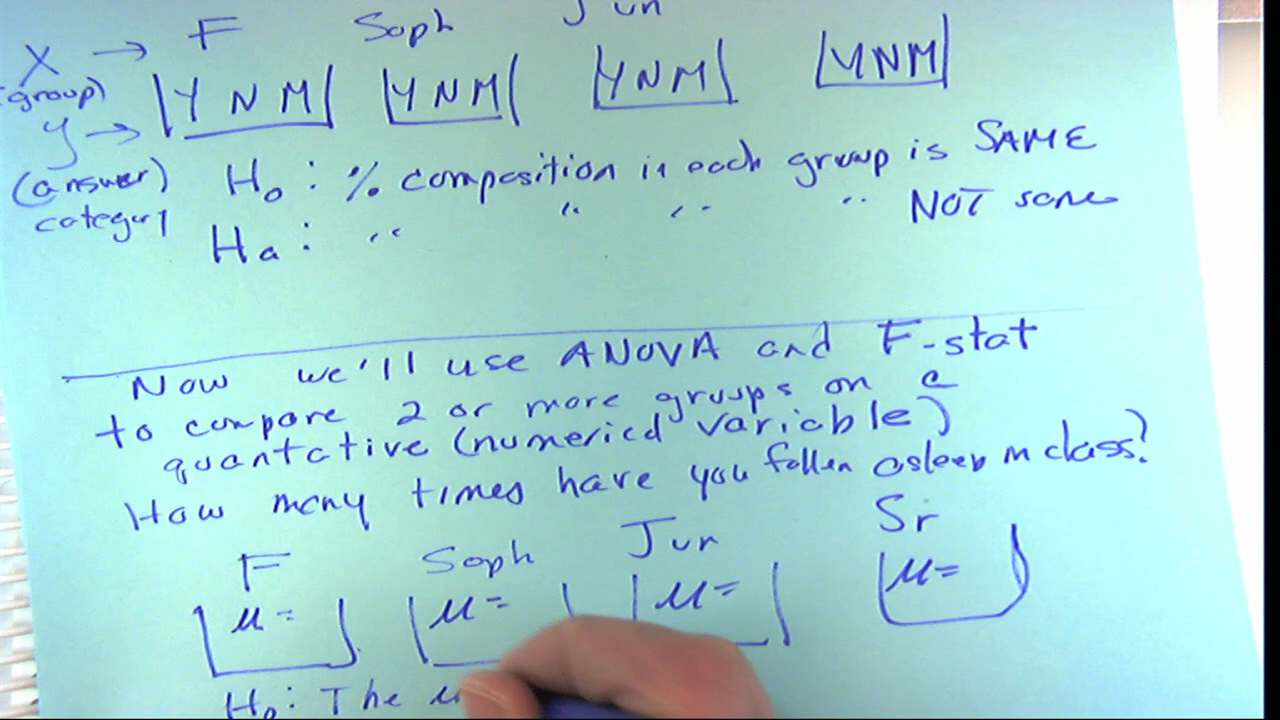 X → F Soph Jun
(group) Y N M Y N M Y N M Y N M
y →
(answer) H₀ : % composition in each group is SAME
category Hₐ : " " " " NOT same
Now we'll use ANOVA and F-stat
to compare 2 or more groups on a
quantative (numerical variable)
How many times have you fallen asleep in class?
F Soph Jun Sr
μ = μ = μ = μ =
H₀ : The